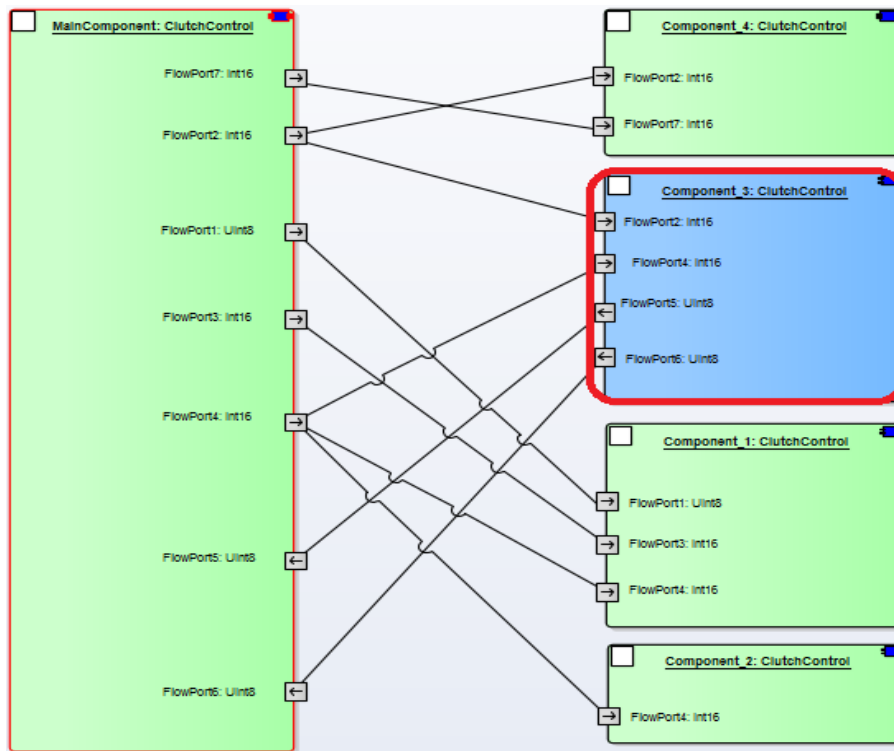 MainComponent: ClutchControl
FlowPort7: Int16
FlowPort2: Int16
FlowPort1: UInt8
FlowPort3: Int16
FlowPort4: Int16
FlowPort5: UInt8
FlowPort6: UInt8
Component_4: ClutchControl
FlowPort2: Int16
FlowPort7: Int16
Component_3: ClutchControl
FlowPort2: Int16
FlowPort4: Int16
FlowPort5: UInt8
FlowPort6: UInt8
Component_1: ClutchControl
FlowPort1: UInt8
FlowPort3: Int16
FlowPort4: Int16
Component_2: ClutchControl
FlowPort4: Int16